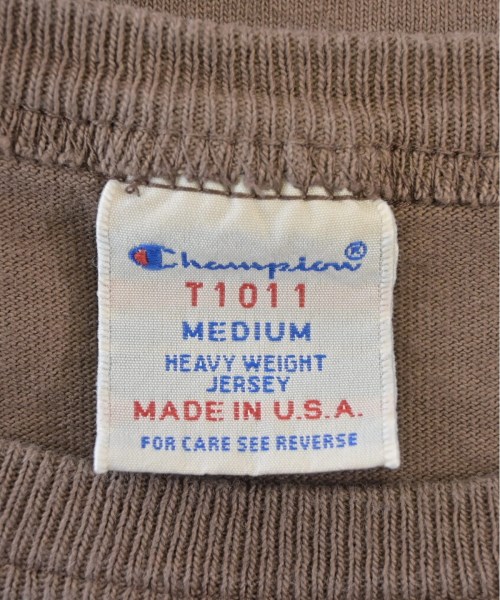 Champion®
T1011
MEDIUM
HEAVY WEIGHT
JERSEY
MADE IN U.S.A.
FOR CARE SEE REVERSE